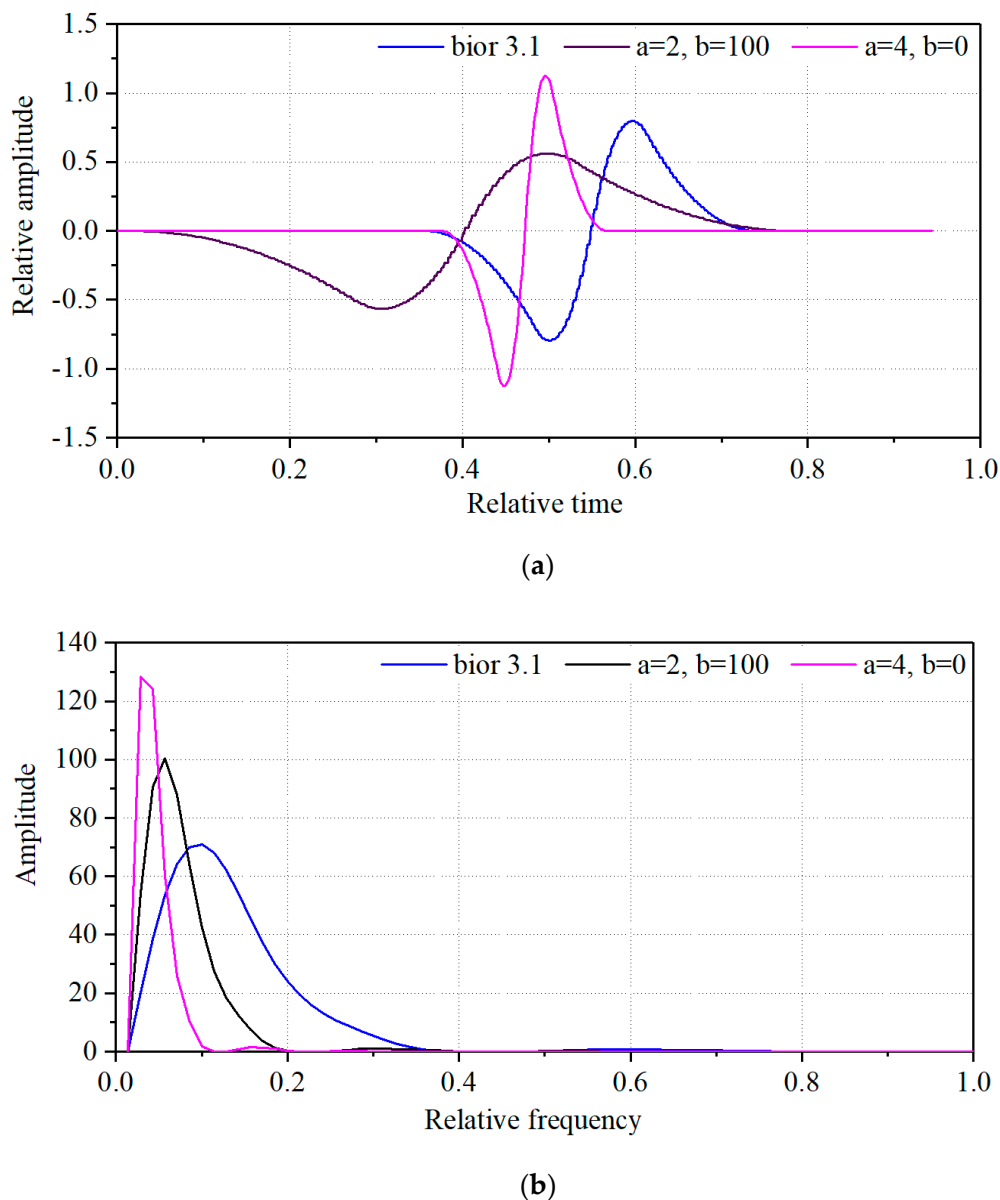 1.5
bior 3.1 a=2, b=100 a=4, b=0
1.0
0.5
0.0
-0.5
-1.0
-1.5
Relative amplitude
0.0 0.2 0.4 0.6 0.8 1.0
Relative time
(a)
140
bior 3.1 a=2, b=100 a=4, b=0
120
100
80
60
40
20
0
Amplitude
0.0 0.2 0.4 0.6 0.8 1.0
Relative frequency
(b)